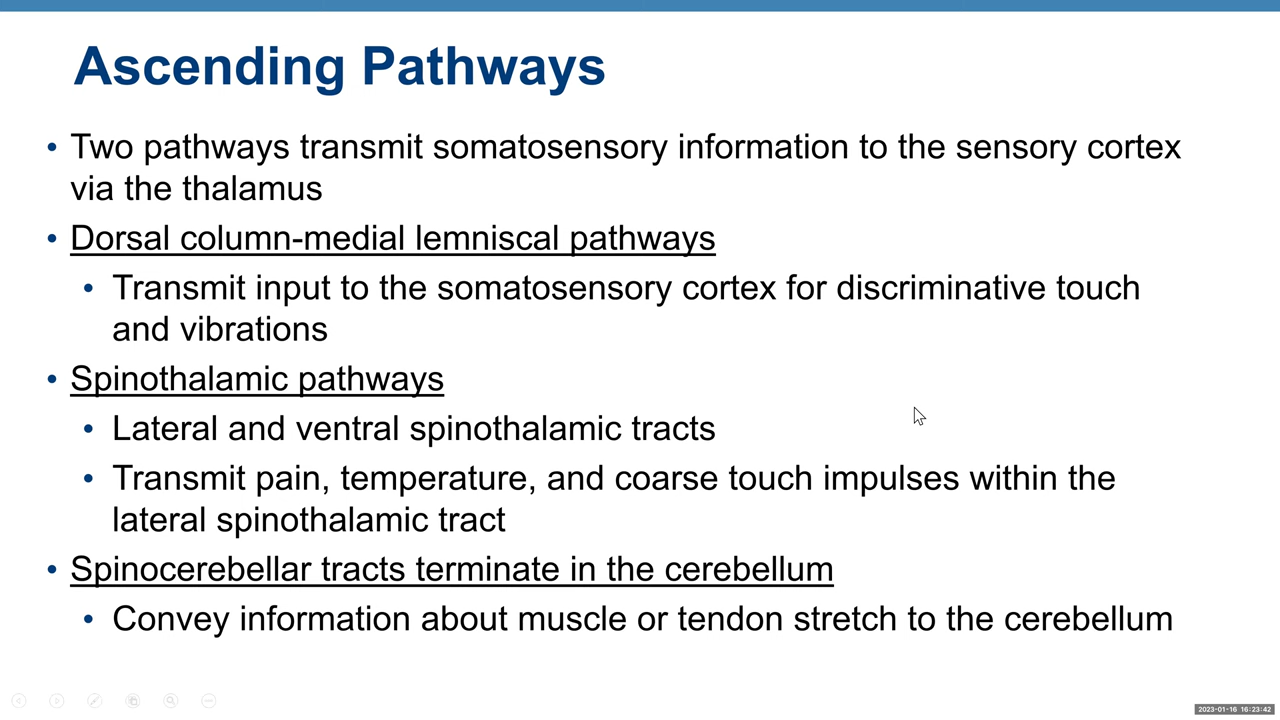 Ascending Pathways
• Two pathways transmit somatosensory information to the sensory cortex
via the thalamus
• Dorsal column-medial lemniscal pathways
• Transmit input to the somatosensory cortex for discriminative touch
and vibrations
• Spinothalamic pathways
• Lateral and ventral spinothalamic tracts
• Transmit pain, temperature, and coarse touch impulses within the
lateral spinothalamic tract
• Spinocerebellar tracts terminate in the cerebellum
• Convey information about muscle or tendon stretch to the cerebellum
2023-01-16 16:23:42